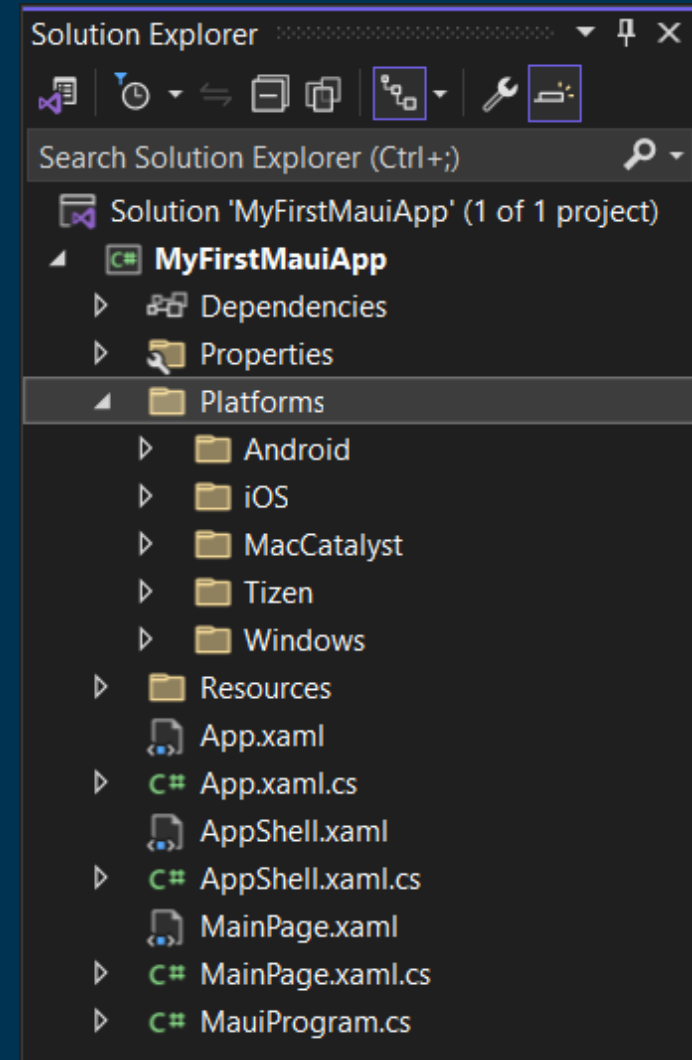 Solution Explorer
Search Solution Explorer (Ctrl+;)
Solution 'MyFirstMauiApp' (1 of 1 project)
C# MyFirstMauiApp
Dependencies
Properties
Platforms
Android
iOS
MacCatalyst
Tizen
Windows
Resources
App.xaml
C# App.xaml.cs
AppShell.xaml
C# AppShell.xaml.cs
MainPage.xaml
C# MainPage.xaml.cs
C# MauiProgram.cs